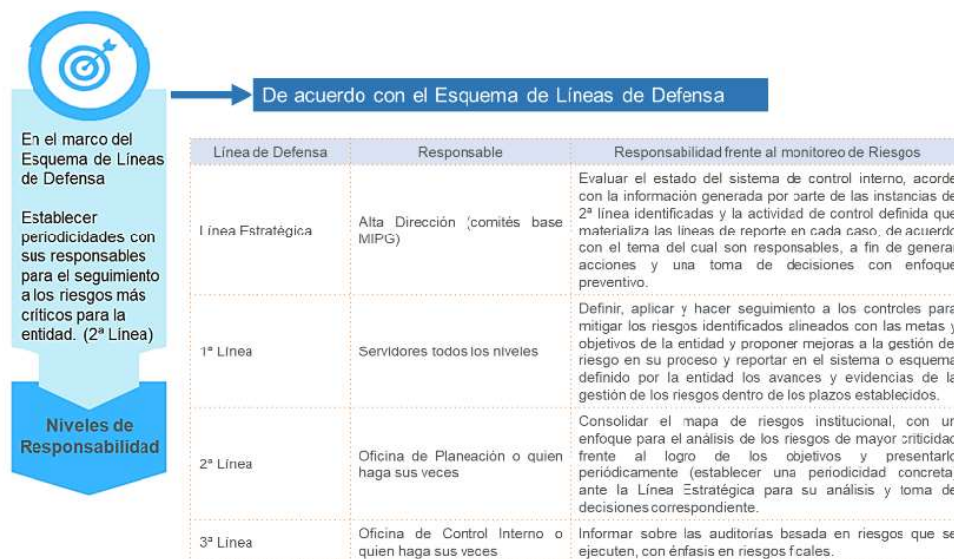 De acuerdo con el Esquema de Líneas de Defensa
En el marco del
Esquema de Líneas
de Defensa
Establecer
periodicidades con
sus responsables
para el seguimiento
a los riesgos más
críticos para la
entidad. (2ª Línea)
Niveles de
Responsabilidad
Línea de Defensa
Responsable
Responsabilidad frente al monitoreo de Riesgos
Línea Estratégica
Alta Dirección (comités base
MIPG)
Evaluar el estado del sistema de control interno, acorde
con la información generada por parte de las instancias de
2ª línea identificadas y la actividad de control definida que
materializa las líneas de reporte en cada caso, de acuerdo
con el tema del cual son responsables, a fin de generar
acciones y una toma de decisiones con enfoque
preventivo.
1ª Línea
Servidores todos los niveles
Definir, aplicar y hacer seguimiento a los controles para
mitigar los riesgos identificados alineados con las metas y
objetivos de la entidad y proponer mejoras a la gestión del
riesgo en su proceso y reportar en el sistema o esquema
definido por la entidad los avances y evidencias de la
gestión de los riesgos dentro de los plazos establecidos.
2ª Línea
Oficina de Planeación o quien
haga sus veces
Consolidar el mapa de riesgos institucional, con un
enfoque para el análisis de los riesgos de mayor criticidad
frente al logro de los objetivos y presentarlo
periódicamente (establecer una periodicidad concreta
ante la Línea Estratégica para su análisis y toma de
decisiones correspondiente.
3ª Línea
Oficina de Control Interno o
quien haga sus veces
Informar sobre las auditorías basada en riesgos que se
ejecuten, con énfasis en riesgos fiscales.